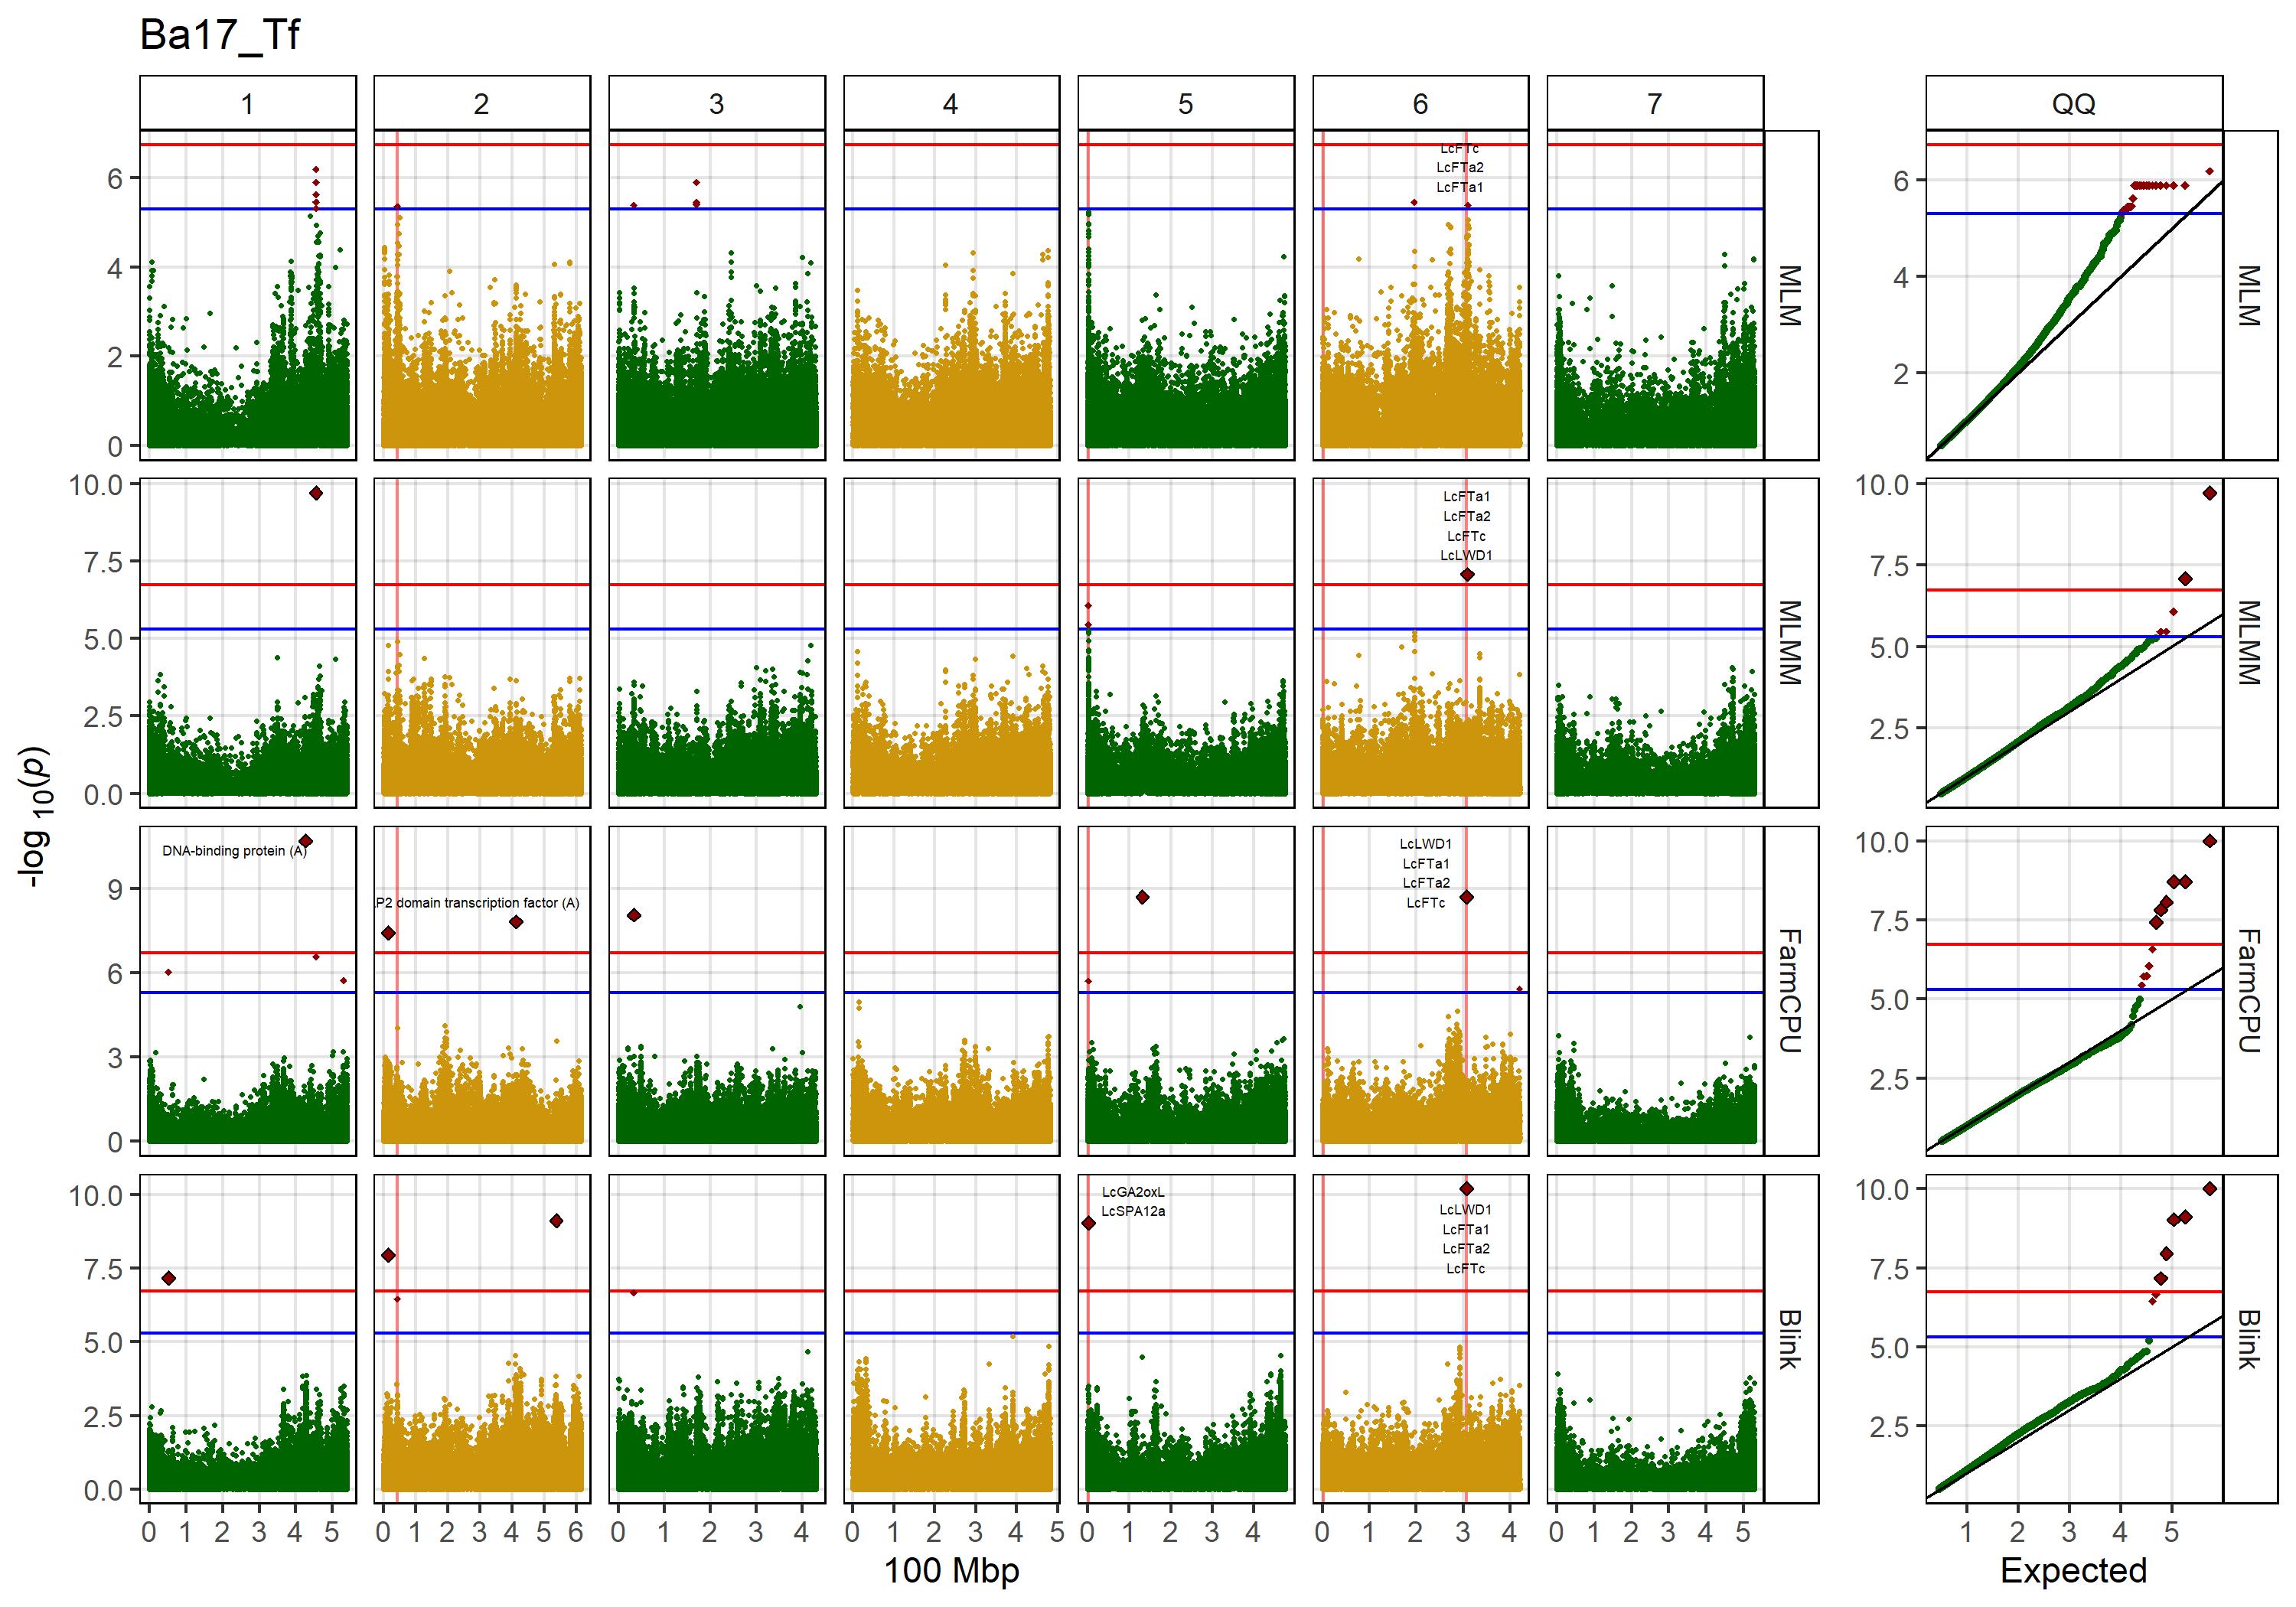 Ba17_Tf
1 2 3 4 5 6 7 QQ
LcFTc
LcFTa2
LcFTa1
6
4
2
0
MLM
6
4
2
MLM
LcFTa1
LcFTa2
LcFTc
LcLWD1
10.0
7.5
5.0
2.5
0.0
MLMM
10.0
7.5
5.0
2.5
MLMM
-log 10(p)
DNA-binding protein (A)
P2 domain transcription factor (A)
LcLWD1
LcFTa1
LcFTa2
LcFTc
9
6
3
0
FarmCPU
10.0
7.5
5.0
2.5
FarmCPU
LcGA2oxL
LcSPA12a
LcLWD1
LcFTa1
LcFTa2
LcFTc
10.0
7.5
5.0
2.5
0.0
Blink
10.0
7.5
5.0
2.5
Blink
0 1 2 3 4 5 0 1 2 3 4 5 6 0 1 2 3 4 0 1 2 3 4 5 0 1 2 3 4 0 1 2 3 4 0 1 2 3 4 5 1 2 3 4 5
100 Mbp
Expected